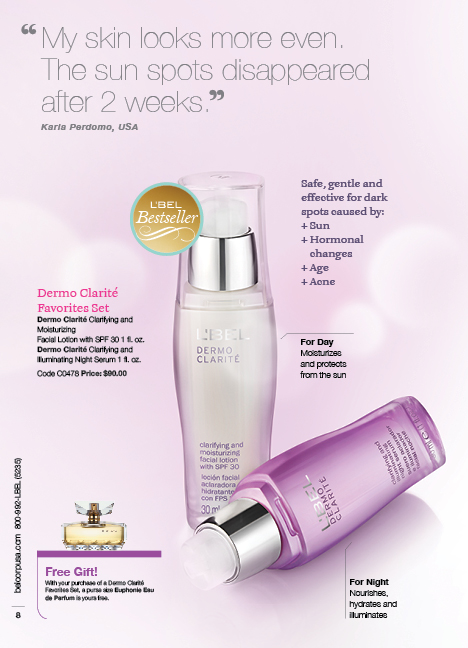 “My skin looks more even.
The sun spots disappeared
after 2 weeks.”
Karla Perdomo, USA
L'BEL
Bestseller
Safe, gentle and
effective for dark
spots caused by:
+ Sun
+ Hormonal
changes
+ Age
+ Acne
Dermo Clarité
Favorites Set
Dermo Clarité Clarifying and
Moisturizing
Facial Lotion with SPF 30 1 fl. oz.
Dermo Clarité Clarifying and
Illuminating Night Serum 1 fl. oz.
Code C0478 Price: $90.00
L'BEL
DERMO
CLARITÉ
clarifying and
moisturizing
facial lotion
with SPF 30
loción facial
aclaradora
hidratante
con FPS
30 ml
For Day
Moisturizes
and protects
from the sun
L'BEL
DERMO
CLARITÉ
clarifying and
For Night
Nourishes,
hydrates and
illuminates
Free Gift!
With your purchase of a Dermo Clarité
Favorites Set, a purse size Euphonie Eau
de Parfum is yours free.
belcorpusa.com 800-992-LBEL (5235)
8